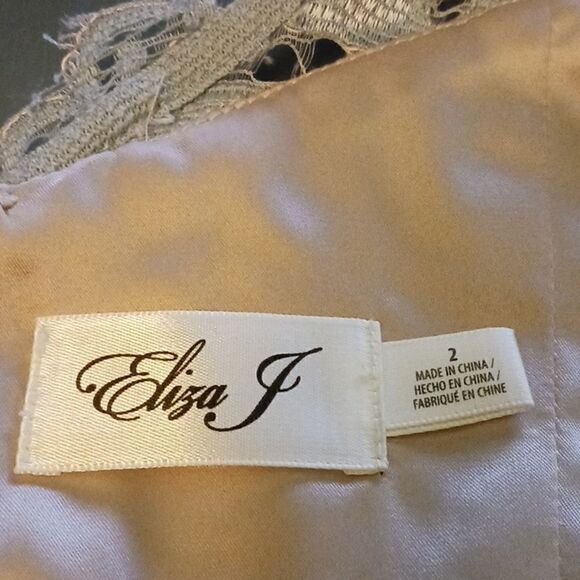 Eliza J
2
MADE IN CHINA /
HECHO EN CHINA /
FABRIQUÉ EN CHINE